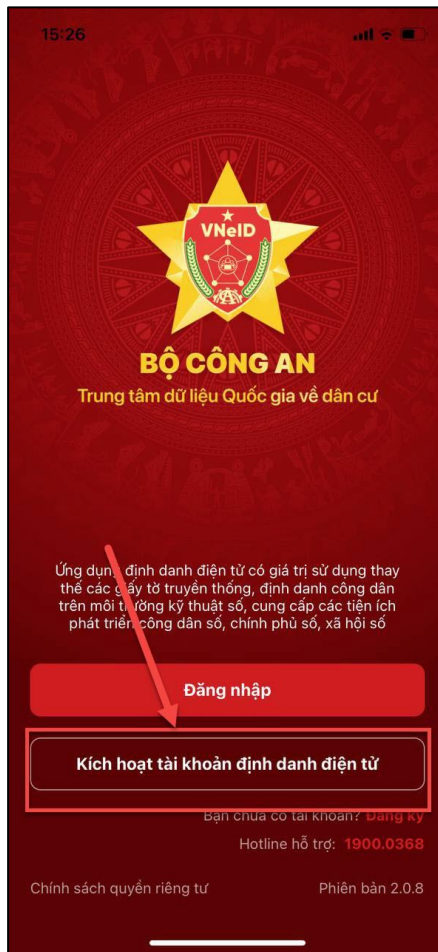 15:26
VNeID
BỘ CÔNG AN
Trung tâm dữ liệu Quốc gia về dân cư
Ứng dụng định danh điện tử có giá trị sử dụng thay
thế các giấy tờ truyền thống, định danh công dân
trên môi trường kỹ thuật số, cung cấp các tiện ích
phát triển công dân số, chính phủ số, xã hội số
Đăng nhập
Kích hoạt tài khoản định danh điện tử
Bạn chưa có tài khoản? Đăng ký
Hotline hỗ trợ: 1900.0368
Chính sách quyền riêng tư Phiên bản 2.0.8